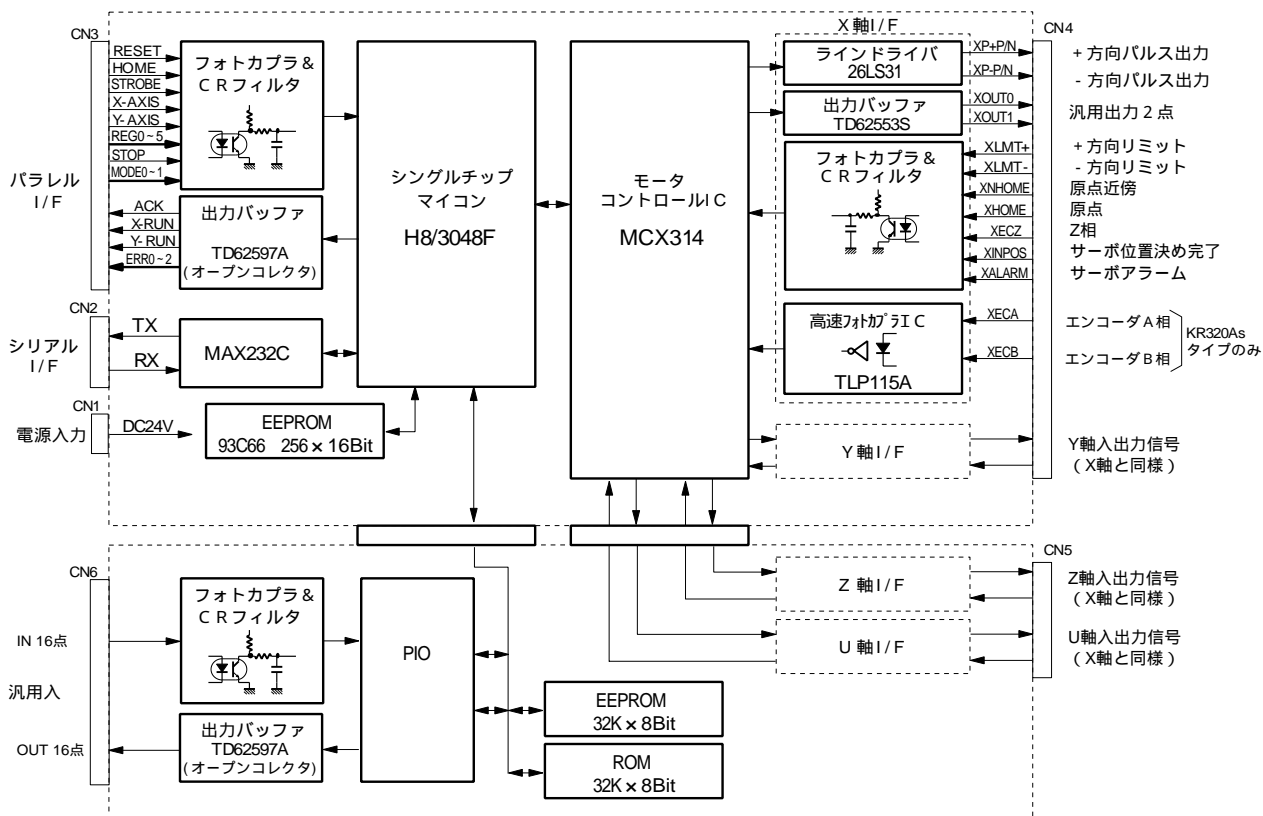 CN3
RESET
HOME
STROBE
X-AXIS
Y-AXIS
REG0~5
STOP
MODE0~1
パラレル
I/F
ACK
X-RUN
Y-RUN
ERR0~2
フォトカプラ&
CRフィルタ
出力バッファ
TD62597A
(オープンコレクタ)
CN2
TX
シリアル
I/F
RX
MAX232C
CN1
電源入力
DC24V
EEPROM
93C66 256×16Bit
シングルチップ
マイコン
H8/3048F
モータ
コントロールIC
MCX314
X軸I/F
ラインドライバ
26LS31
出力バッファ
TD62553S
フォトカプラ&
CRフィルタ
高速フォトカプラIC
TLP115A
Y軸I/F
CN4
XP+P/N
+方向パルス出力
XP-P/N
-方向パルス出力
XOUT0
XOUT1
汎用出力2点
XLMT+
+方向リミット
XLMT-
-方向リミット
XNHOME
原点近傍
XHOME
原点
XECZ
Z相
XINPOS
サーボ位置決め完了
XALARM
サーボアラーム
XECA
エンコーダA相
XECB
エンコーダB相
KR320As
タイプのみ
Y軸入出力信号
(X軸と同様)
CN6
IN 16点
汎用入
OUT 16点
フォトカプラ&
CRフィルタ
出力バッファ
TD62597A
(オープンコレクタ)
PIO
EEPROM
32K×8Bit
ROM
32K×8Bit
Z軸I/F
U軸I/F
CN5
Z軸入出力信号
(X軸と同様)
U軸入出力信号
(X軸と同様)